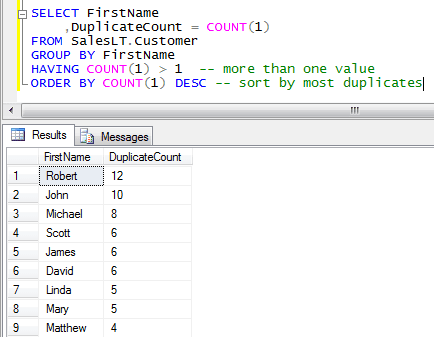 SELECT FirstName
,DuplicateCount = COUNT(1)
FROM SalesLT.Customer
GROUP BY FirstName
HAVING COUNT(1) > 1  -- more than one value
ORDER BY COUNT(1) DESC -- sort by most duplicates
Results Messages
FirstName DuplicateCount
1 Robert 12
2 John 10
3 Michael 8
4 Scott 6
5 James 6
6 David 6
7 Linda 5
8 Mary 5
9 Matthew 4